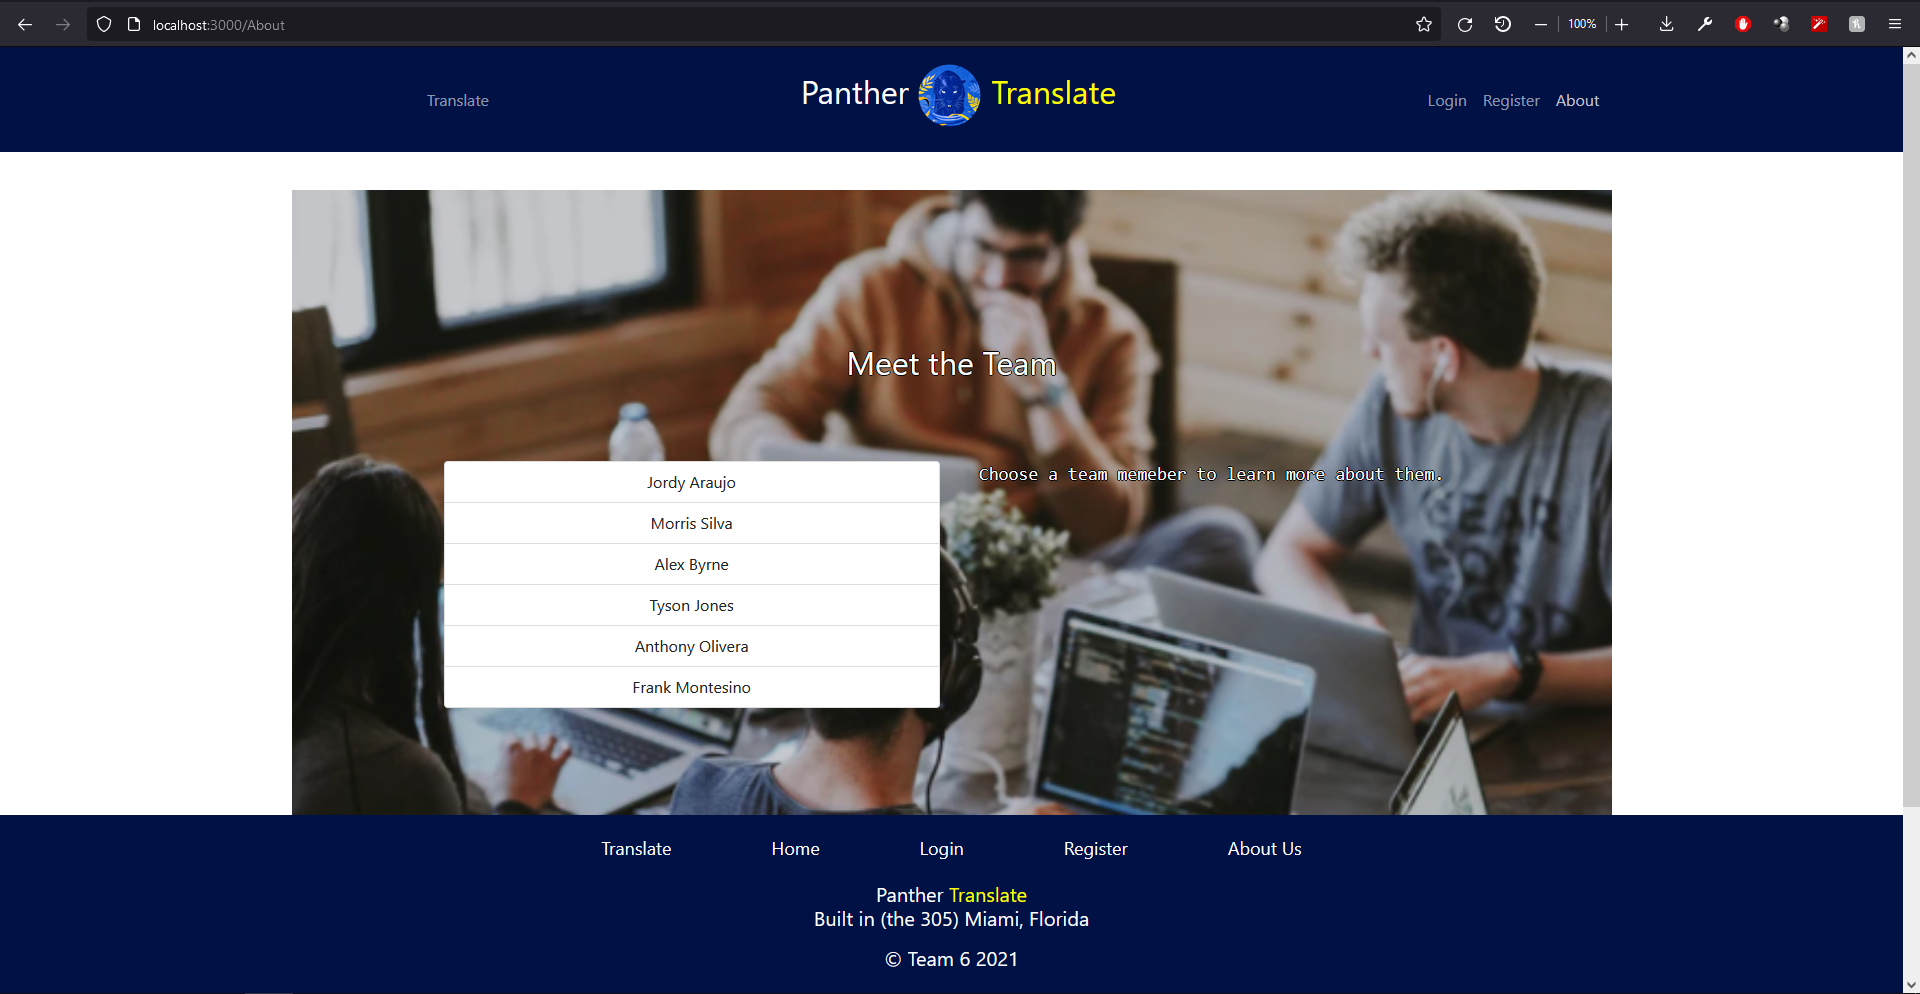 localhost:3000/About
100%
Translate
Panther Translate
Login Register About
Meet the Team
Choose a team memeber to learn more about them.
Jordy Araujo
Morris Silva
Alex Byrne
Tyson Jones
Anthony Olivera
Frank Montesino
Translate Home Login Register About Us
Panther Translate
Built in (the 305) Miami, Florida
© Team 6 2021